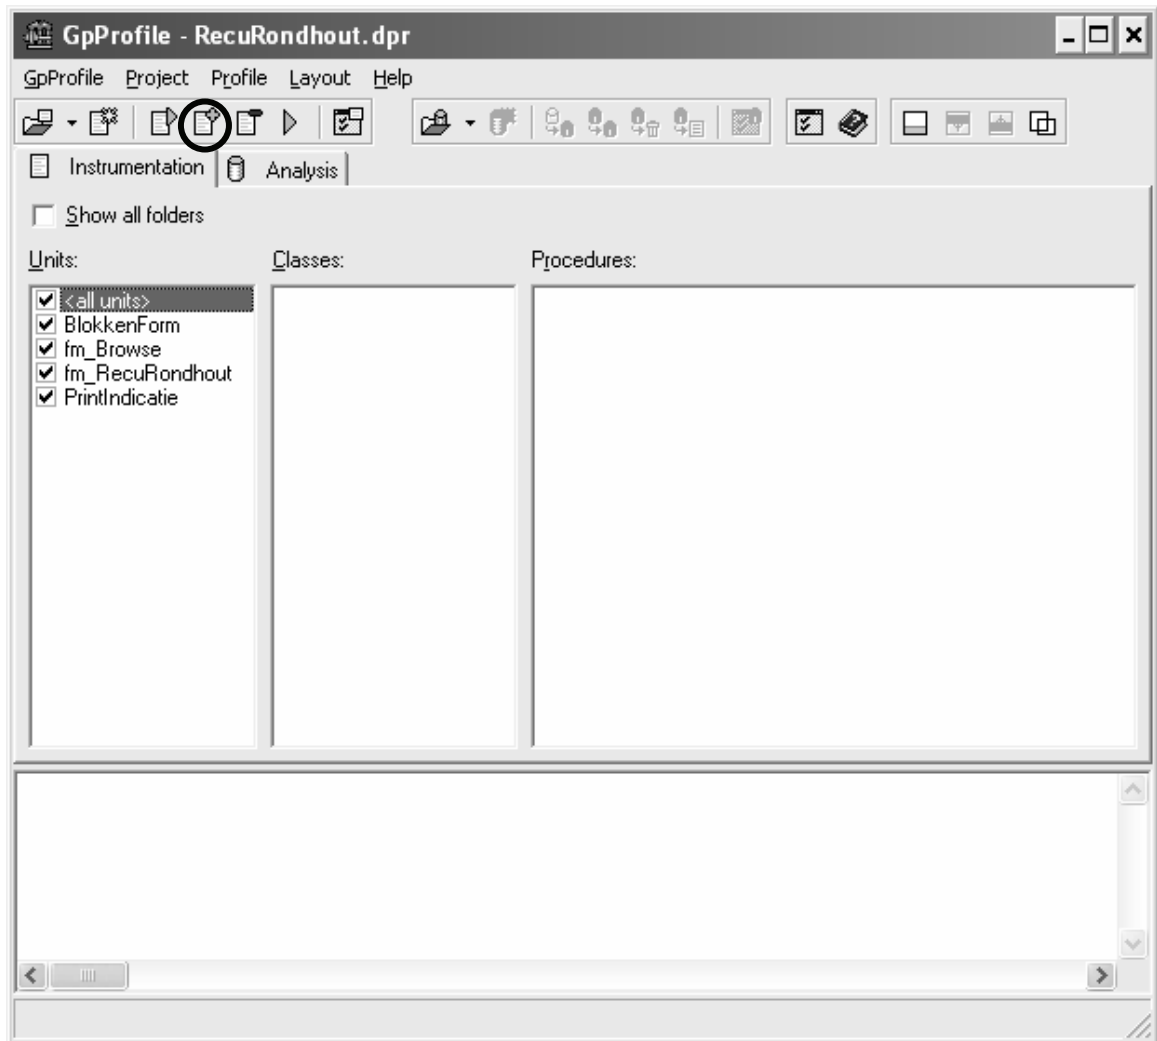 GpProfile - RecuRondhout.dpr
GpProfile Project Profile Layout Help
Instrumentation Analysis
Show all folders
Units: Classes: Procedures:
<all units>
BlokkenForm
fm_Browse
fm_RecuRondhout
PrintIndicatie